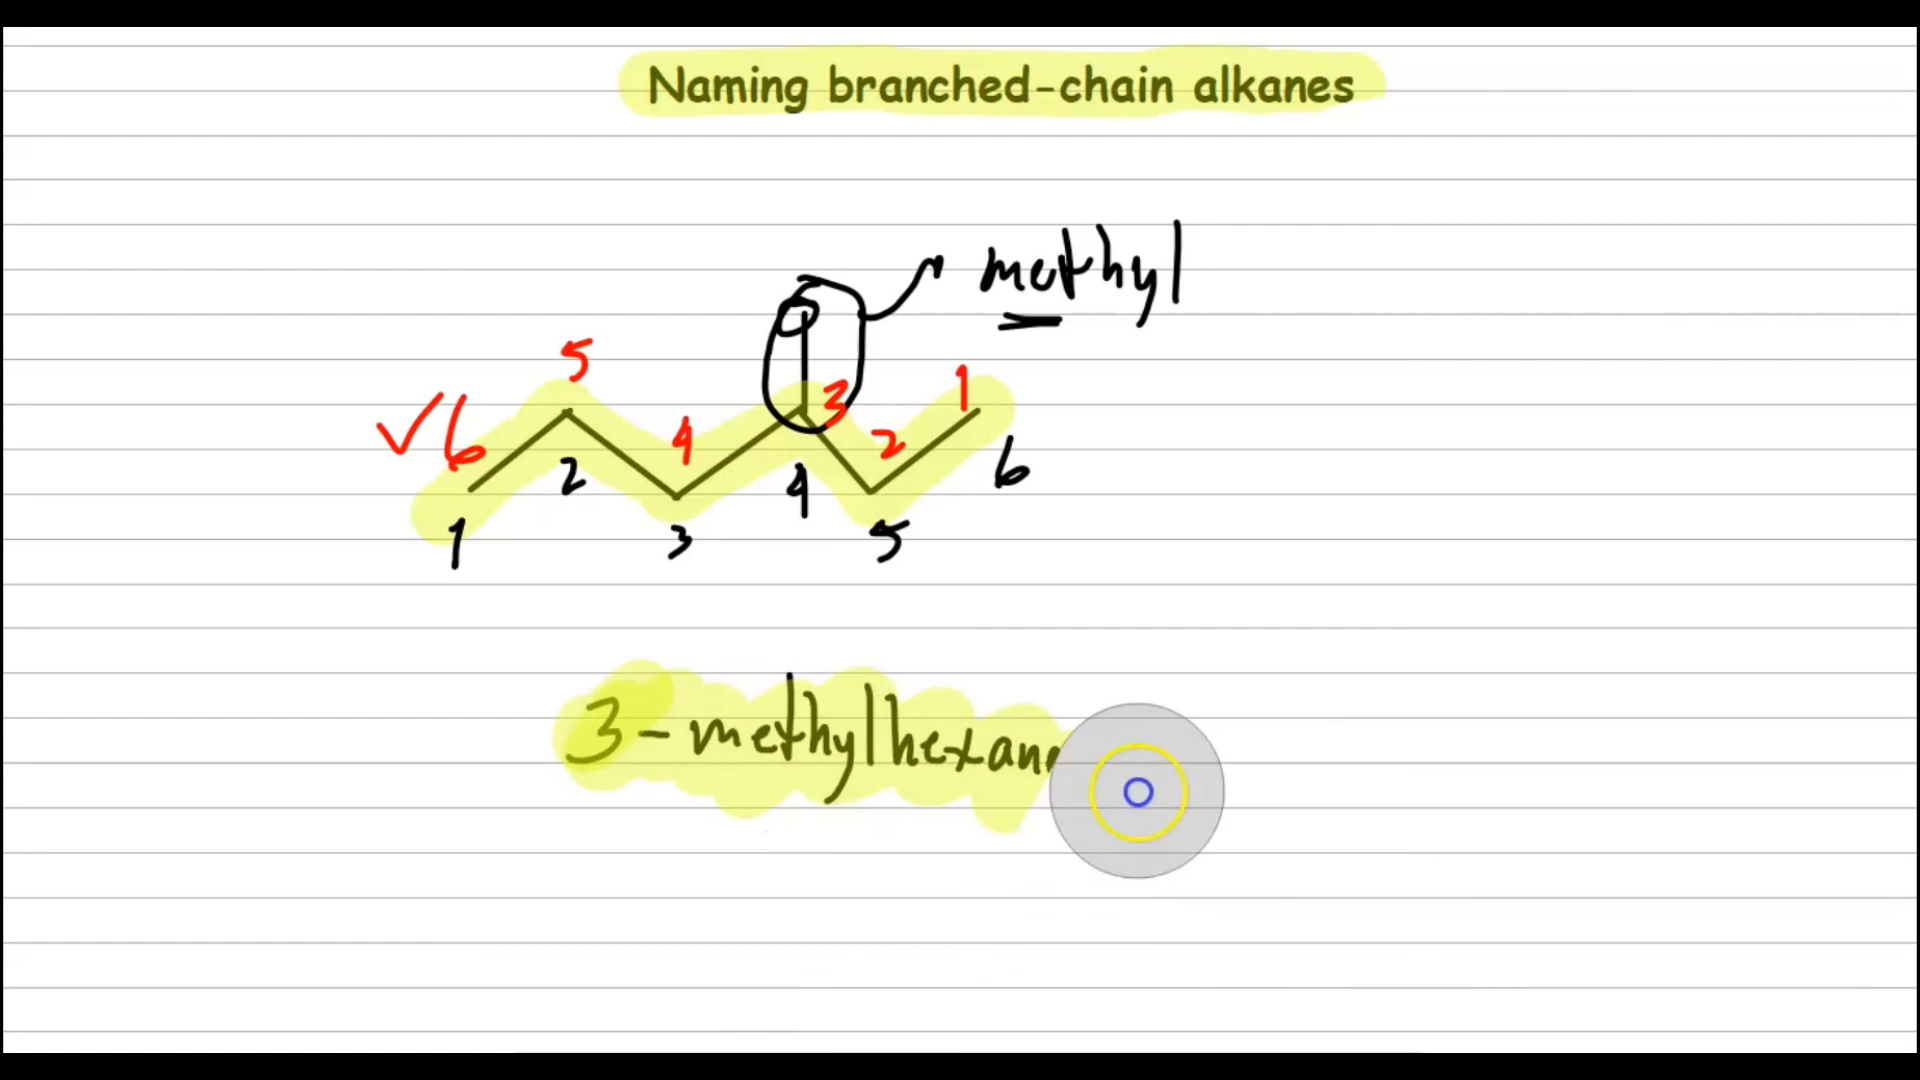 Naming branched-chain alkanes
methyl
5 3 1
√6 4 2
2 4 6
1 3 5
3-methylhexan